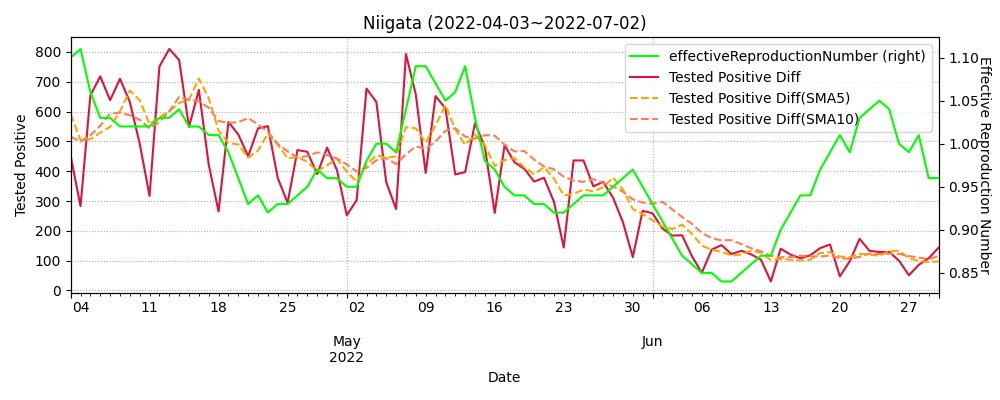 Niigata (2022-04-03~2022-07-02)
effectiveReproductionNumber (right)
Tested Positive Diff
Tested Positive Diff(SMA5)
Tested Positive Diff(SMA10)
Tested Positive
800
700
600
500
400
300
200
100
0
1.10
1.05
1.00
0.95
0.90
0.85
Effective Reproduction Number
04 11 18 25 02 09 16 23 30 06 13 20 27
May Jun
2022
Date